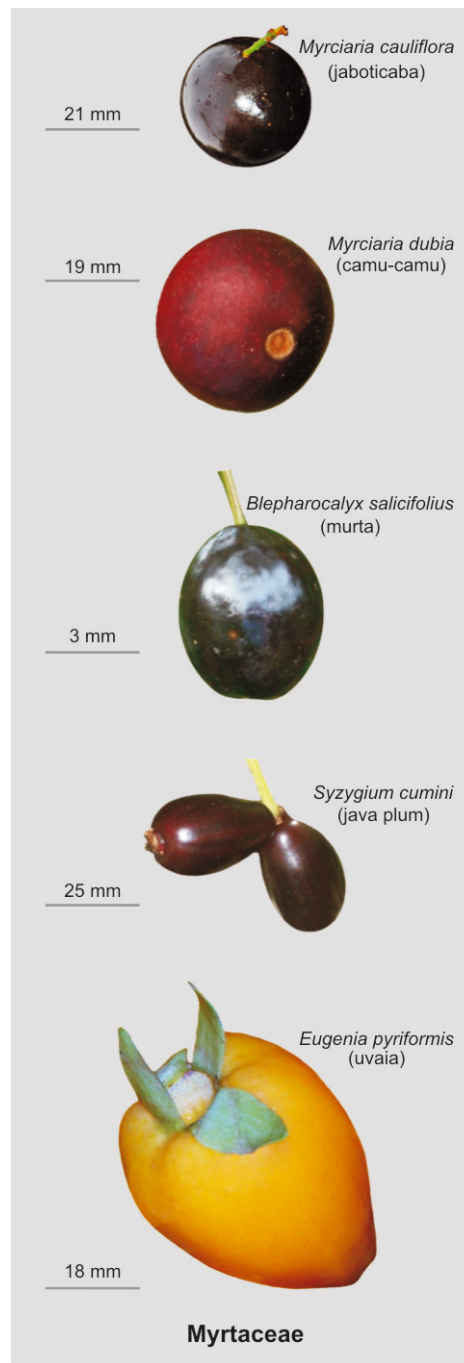 Myrciaria cauliflora
(jaboticaba)
21 mm
Myrciaria dubia
(camu-camu)
19 mm
Blepharocalyx salicifolius
(murta)
3 mm
Syzygium cumini
(java plum)
25 mm
Eugenia pyriformis
(uvaia)
18 mm
Myrtaceae